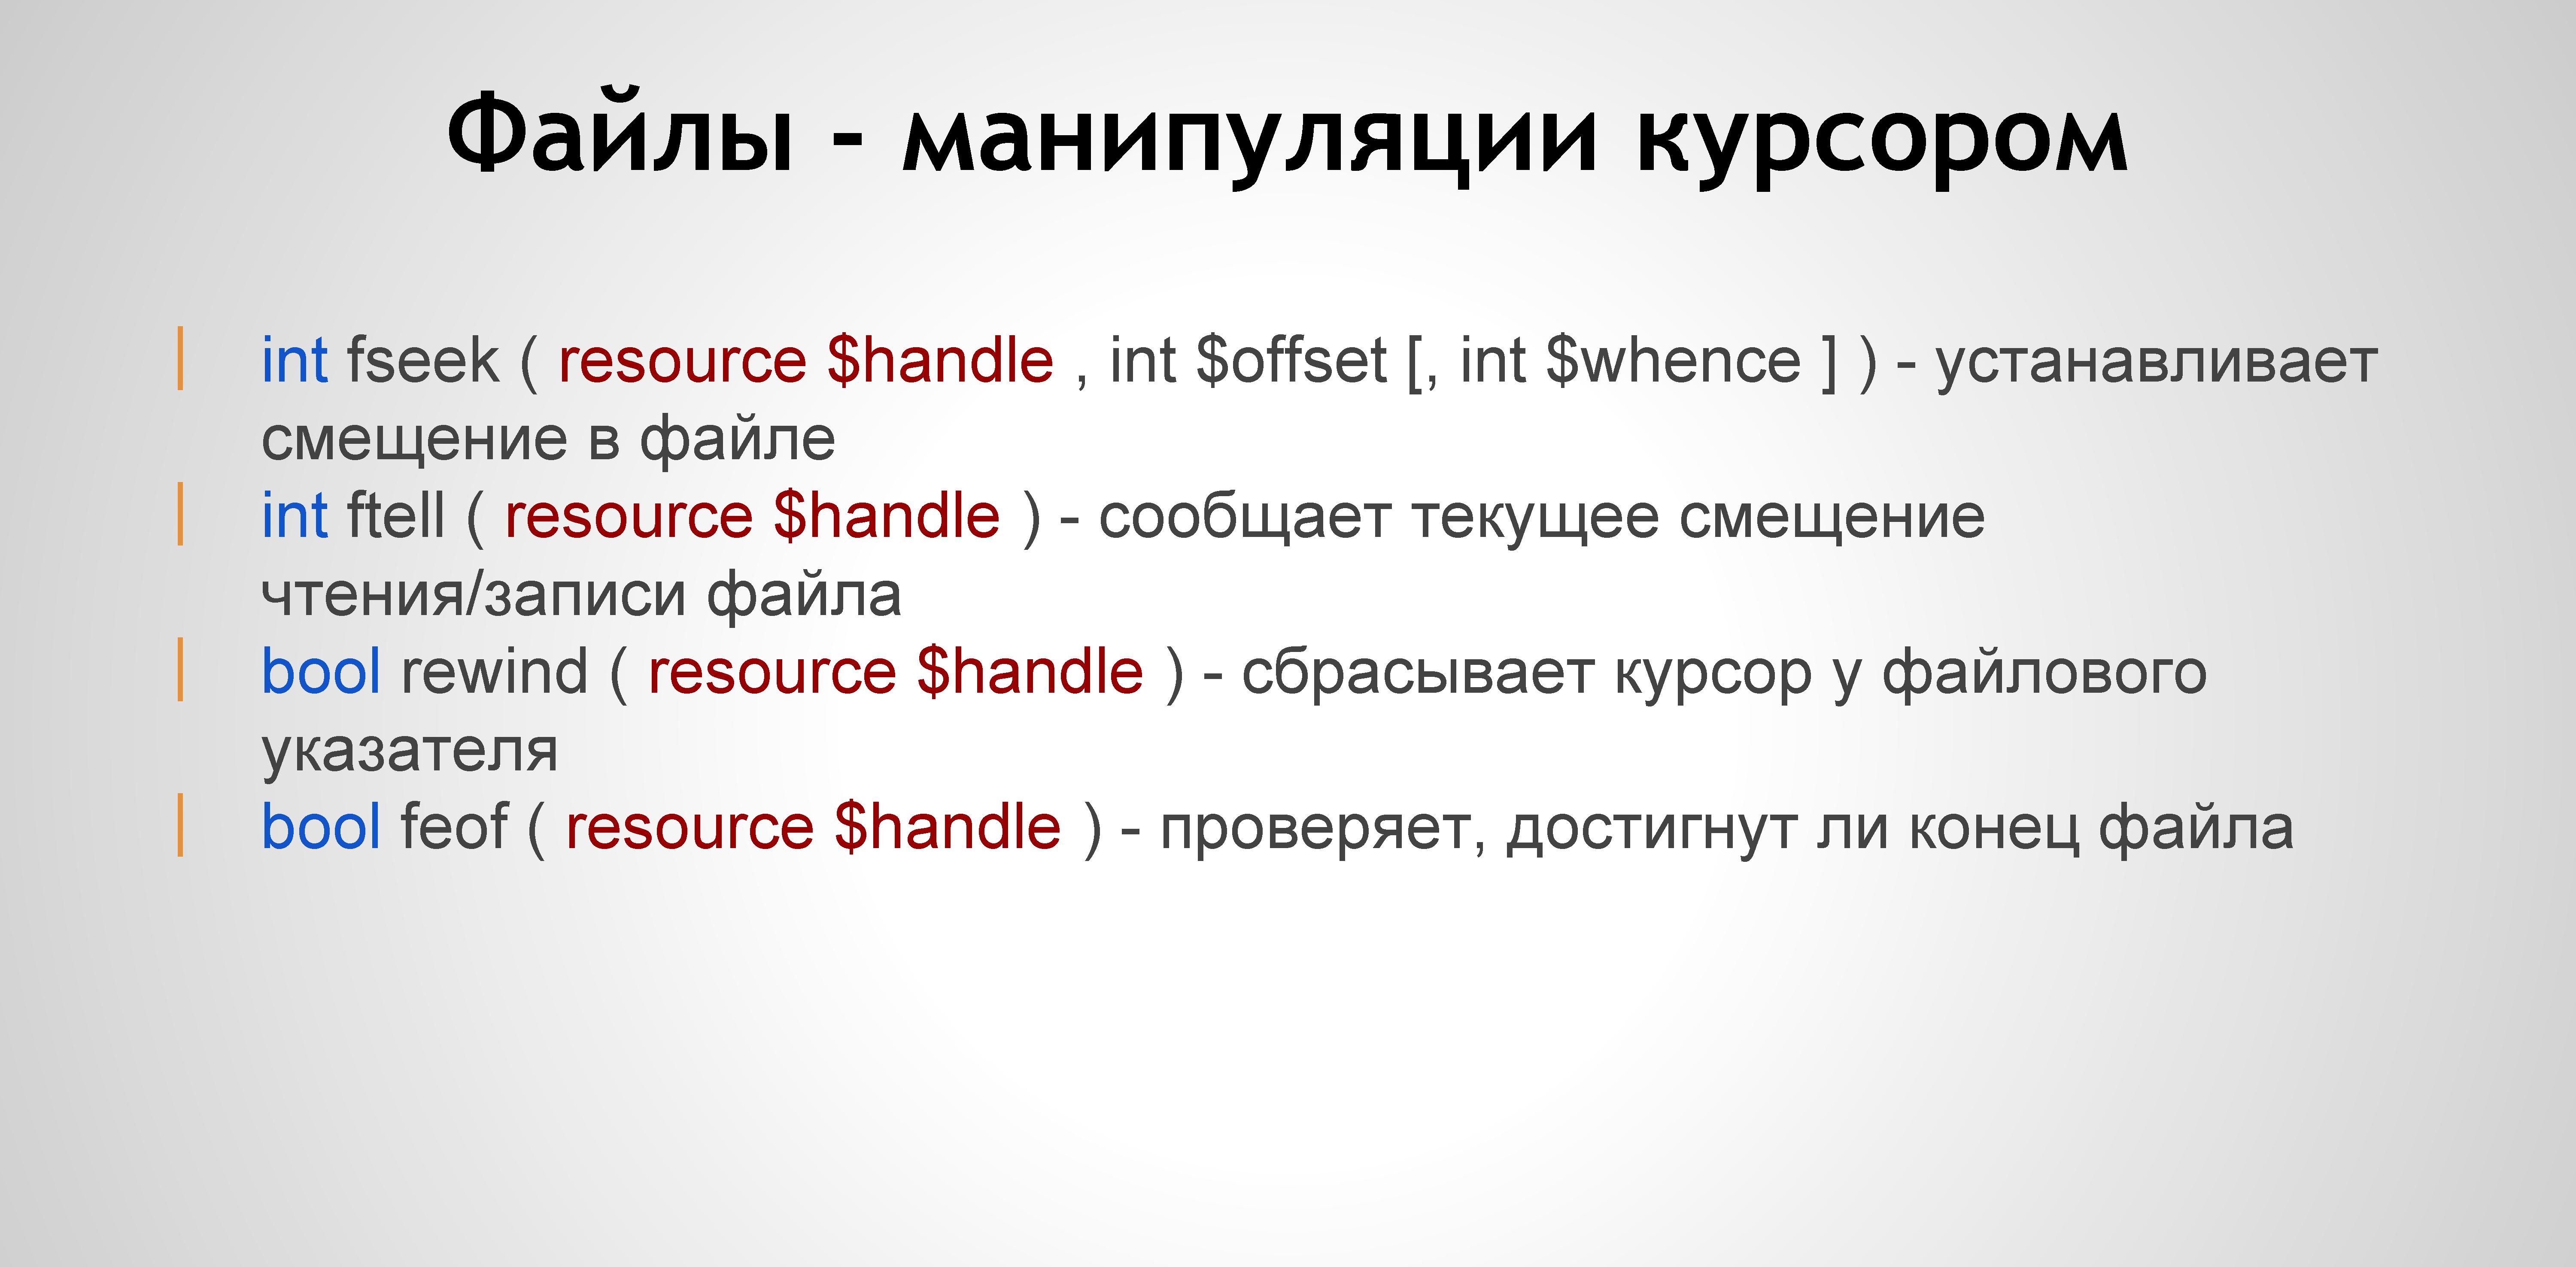 Файлы - манипуляции курсором
int fseek ( resource $handle , int $offset [, int $whence ] ) - устанавливает
смещение в файле
int ftell ( resource $handle ) - сообщает текущее смещение
чтения/записи файла
bool rewind ( resource $handle ) - сбрасывает курсор у файлового
указателя
bool feof ( resource $handle ) - проверяет, достигнут ли конец файла